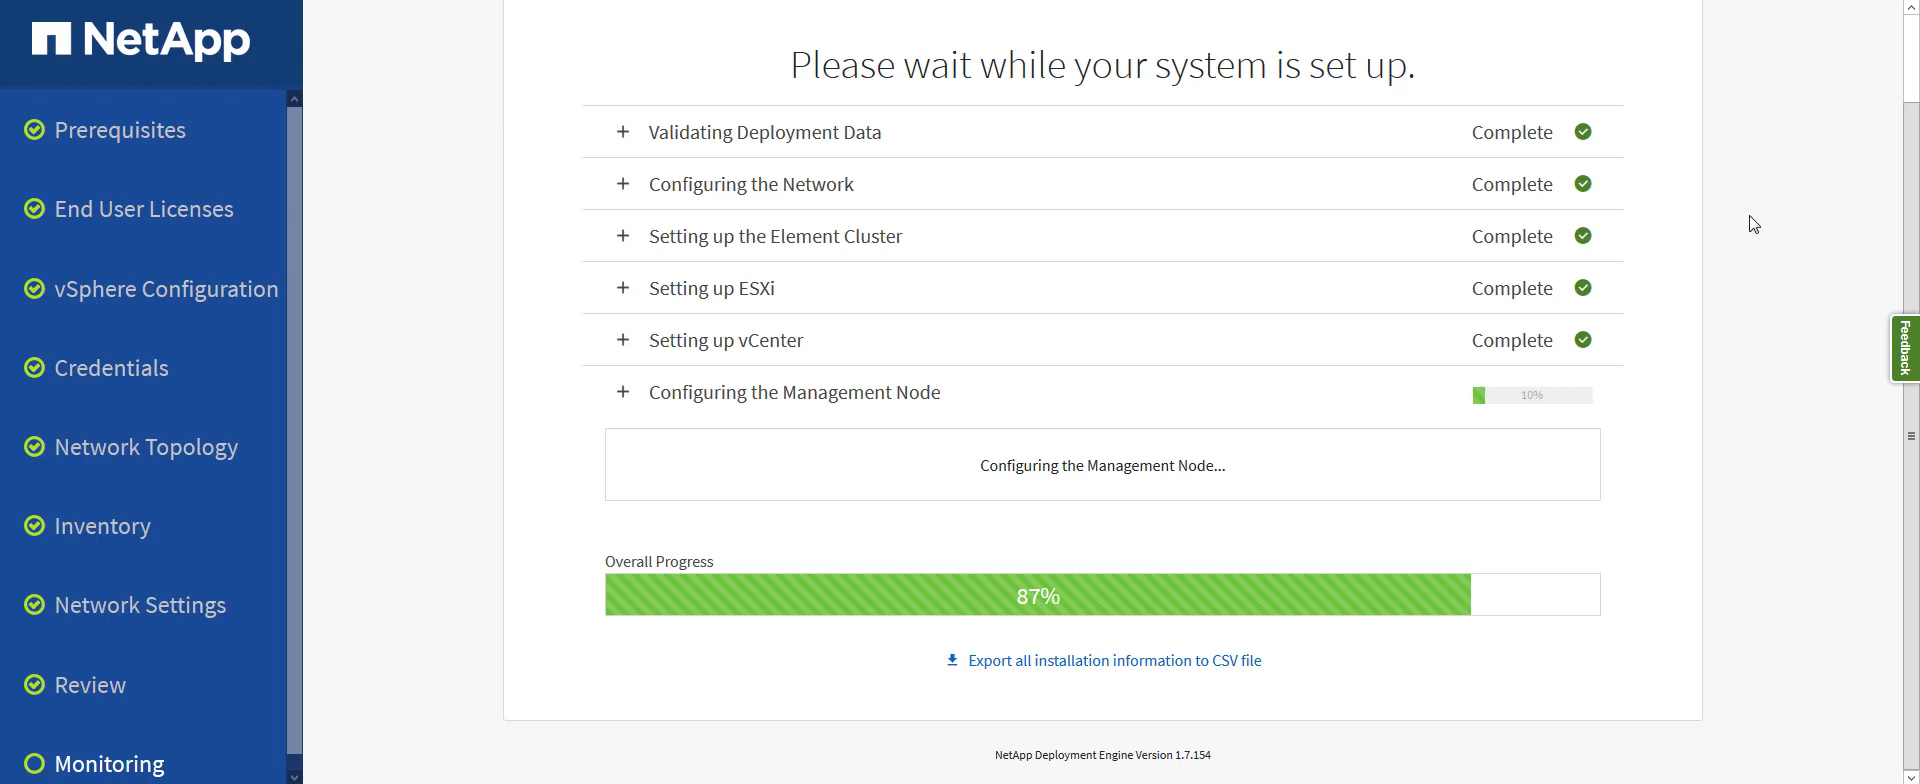 NetApp
Prerequisites
End User Licenses
vSphere Configuration
Credentials
Network Topology
Inventory
Network Settings
Review
Monitoring
Please wait while your system is set up.
+ Validating Deployment Data Complete
+ Configuring the Network Complete
+ Setting up the Element Cluster Complete
+ Setting up ESXi Complete
+ Setting up vCenter Complete
+ Configuring the Management Node 10%
Configuring the Management Node...
Overall Progress
87%
Export all installation information to CSV file
NetApp Deployment Engine Version 1.7.154
Feedback